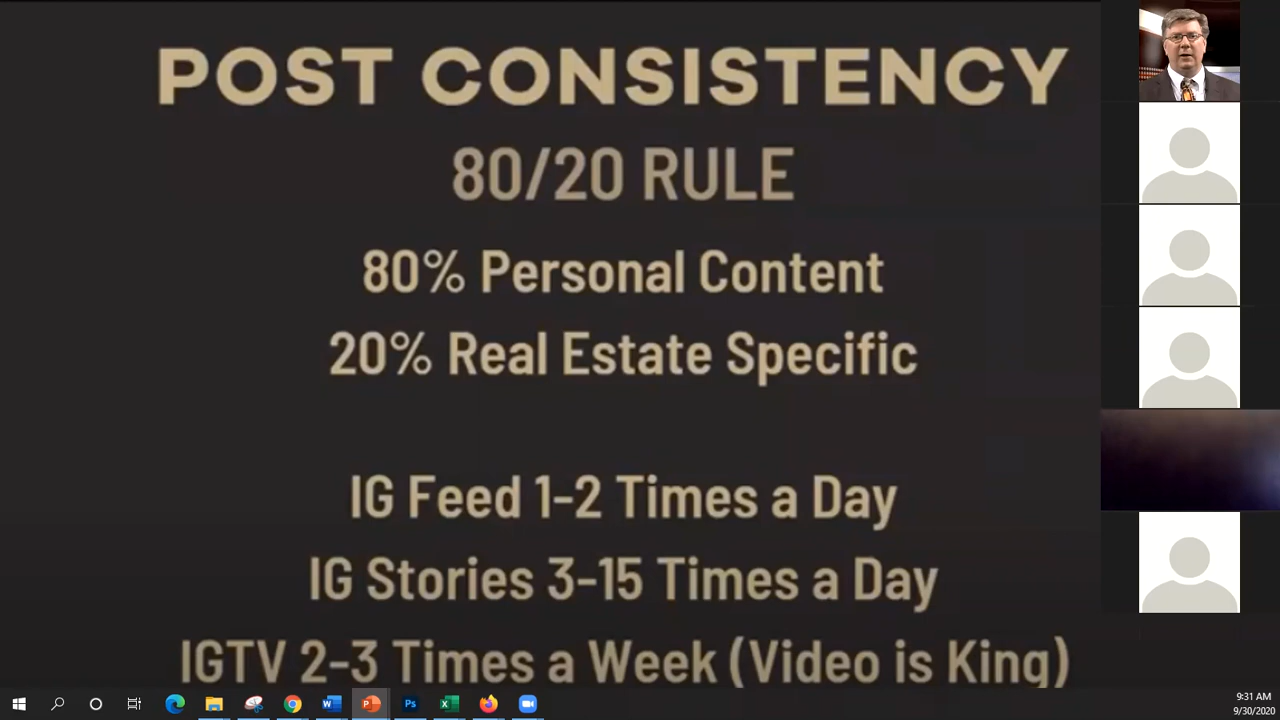 POST CONSISTENCY
80/20 RULE
80% Personal Content
20% Real Estate Specific
IG Feed 1-2 Times a Day
IG Stories 3-15 Times a Day
IGTV 2-3 Times a Week (Video is King)
W
P
Ps
X
9:31 AM
9/30/2020